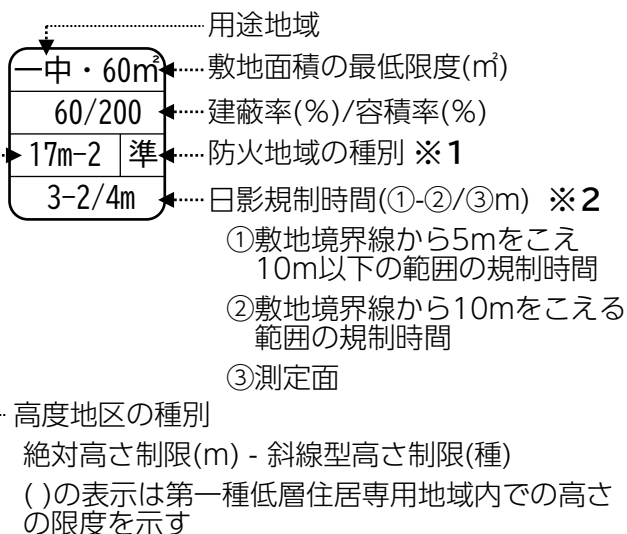 用途地域
一中・60㎡ 敷地面積の最低限度(㎡)
60/200 建蔽率(%)/容積率(%)
17m-2 準 防火地域の種別 ※1
3-2/4m 日影規制時間(①-②/③m) ※2
①敷地境界線から5mをこえ
10m以下の範囲の規制時間
②敷地境界線から10mをこえる
範囲の規制時間
③測定面
高度地区の種別
絶対高さ制限(m) - 斜線型高さ制限(種)
( )の表示は第一種低層住居専用地域内での高さ
の限度を示す